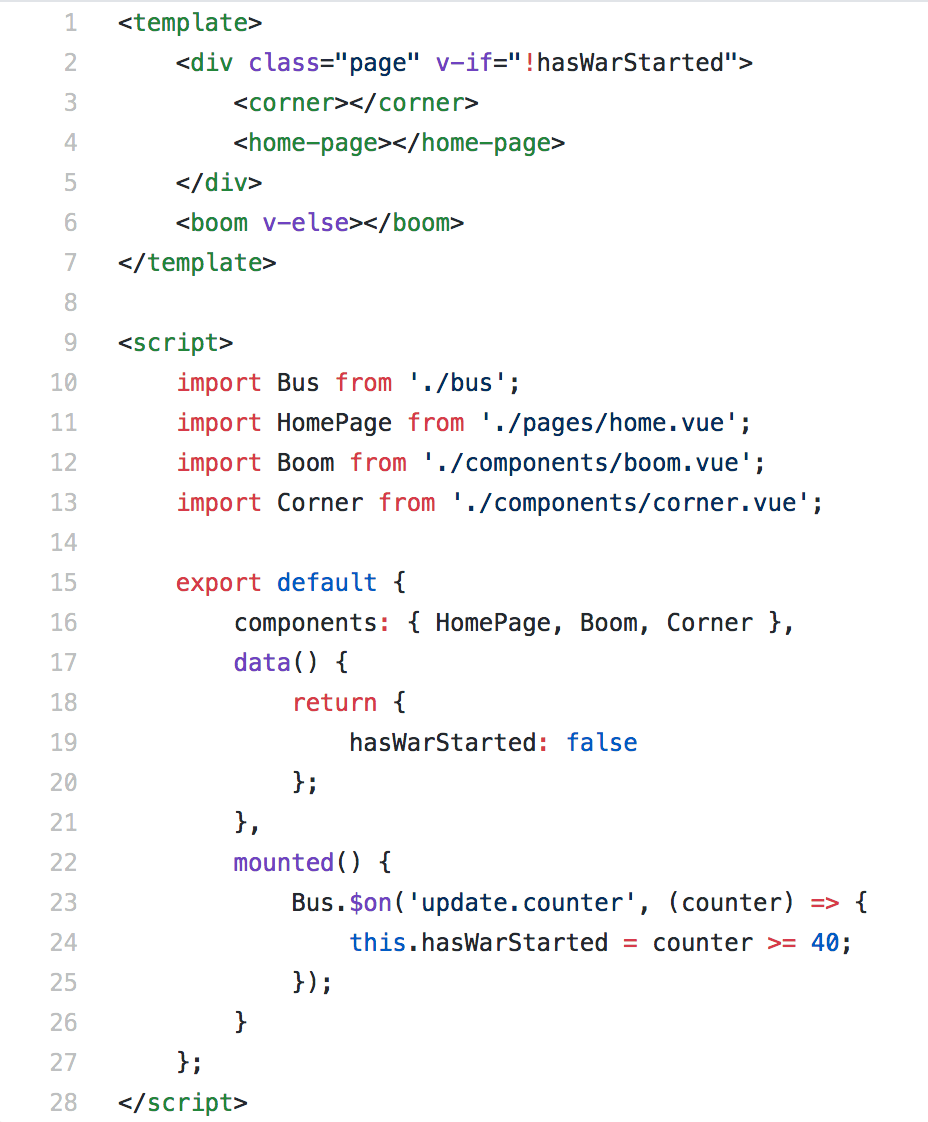 1 <template>
2     <div class="page" v-if="!hasWarStarted">
3         <corner></corner>
4         <home-page></home-page>
5     </div>
6     <boom v-else></boom>
7 </template>
8
9 <script>
10     import Bus from './bus';
11     import HomePage from './pages/home.vue';
12     import Boom from './components/boom.vue';
13     import Corner from './components/corner.vue';
14
15     export default {
16         components: { HomePage, Boom, Corner },
17         data() {
18             return {
19                 hasWarStarted: false
20             };
21         },
22         mounted() {
23             Bus.$on('update.counter', (counter) => {
24                 this.hasWarStarted = counter >= 40;
25             });
26         }
27     };
28 </script>